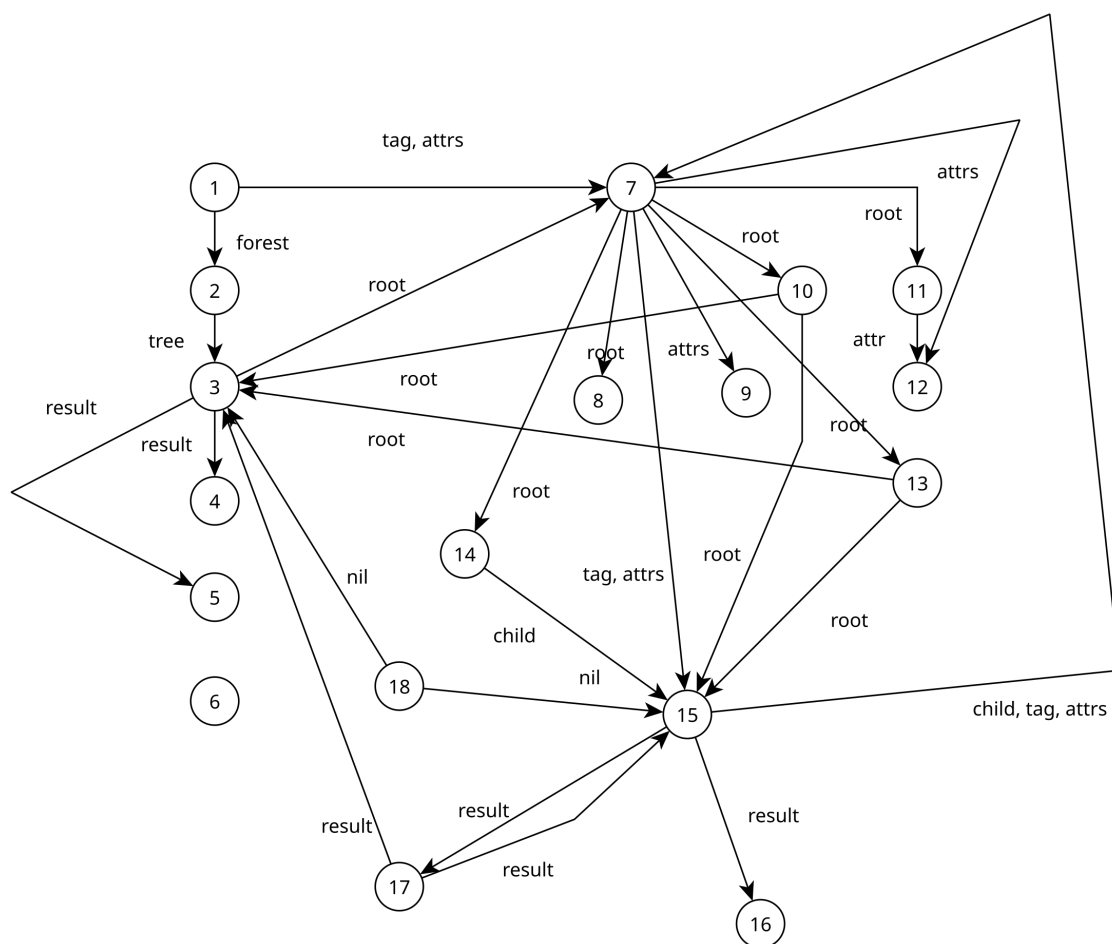 tag, attrs
attrs
1
7
root
forest
root
root
2
10
11
tree
attr
root
attrs
root
3
12
9
8
result
root
root
result
4
13
root
14
root
tag, attrs
nil
5
root
child
nil
18
6
15
child, tag, attrs
result
result
result
result
17
16